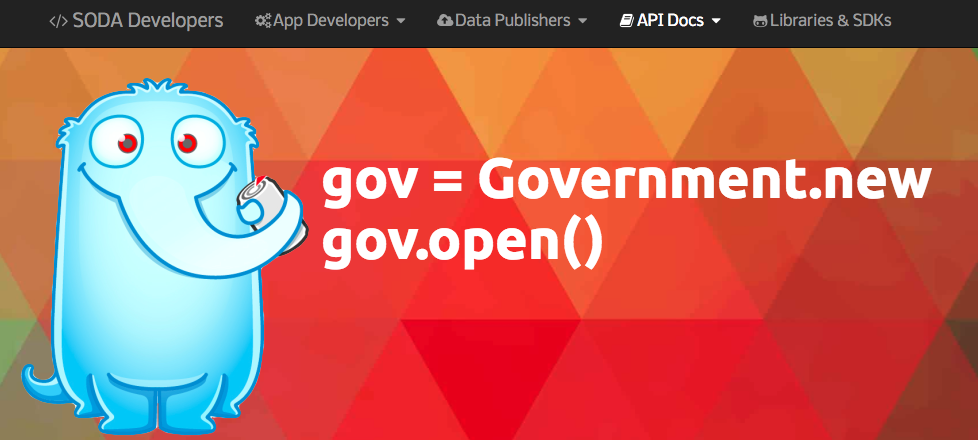 </> SODA Developers App Developers Data Publishers API Docs Libraries & SDKs
gov = Government.new
gov.open()